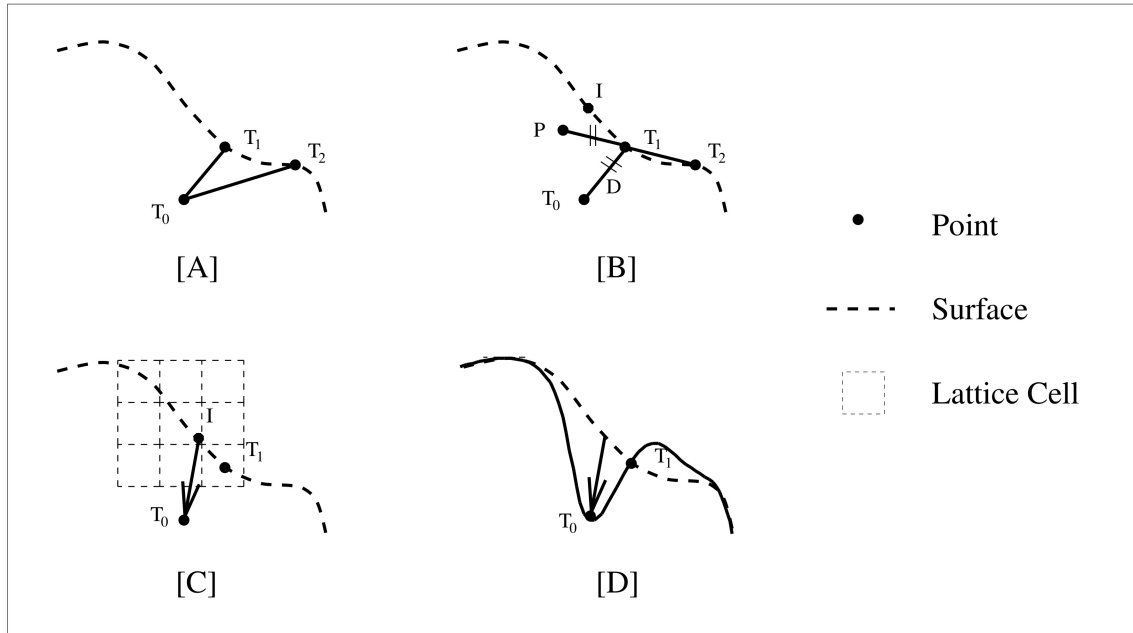 T1
T2
T0
[A]
I
P
T1
T2
D
T0
[B]
Point
Surface
Lattice Cell
I
T1
T0
[C]
T1
T0
[D]